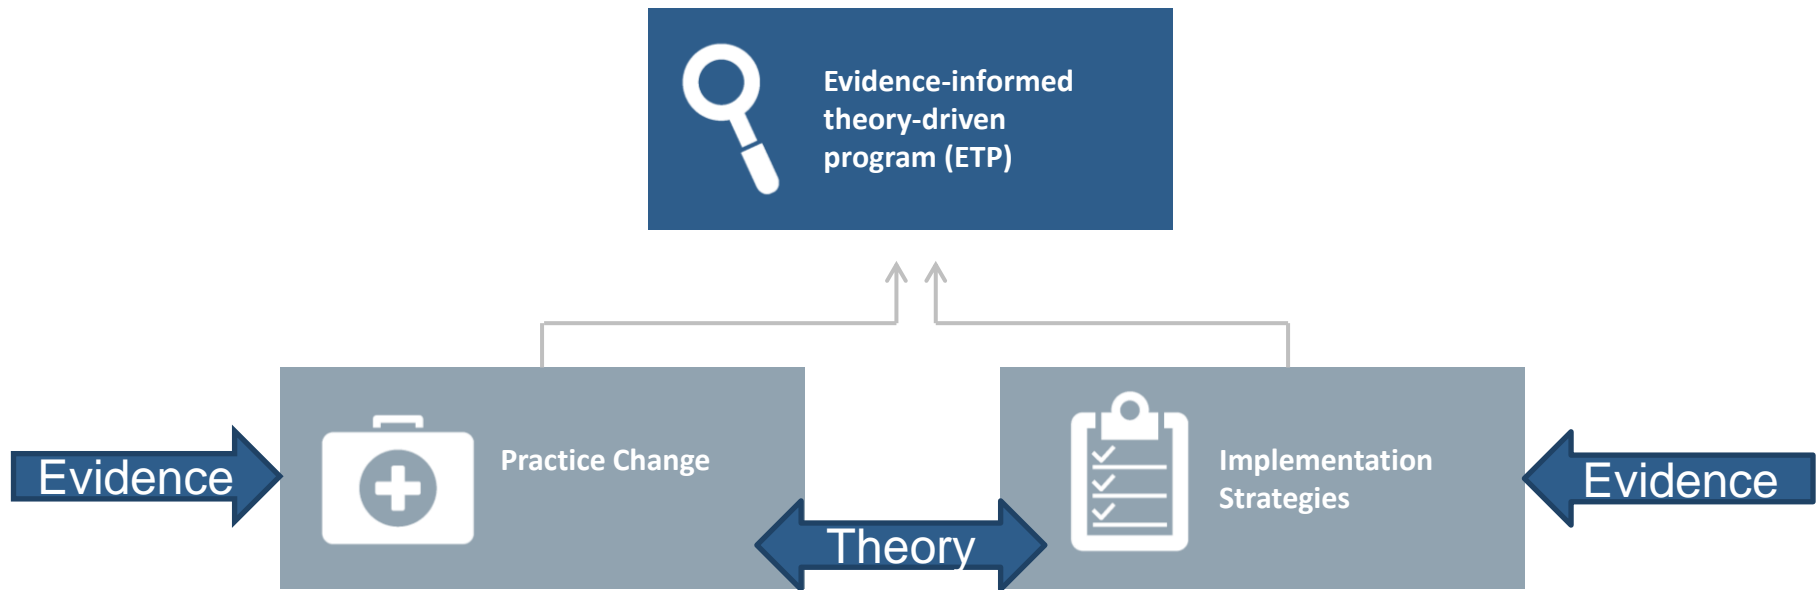 Evidence-informed
theory-driven
program (ETP)
Evidence
Practice Change
Theory
Implementation
Strategies
Evidence